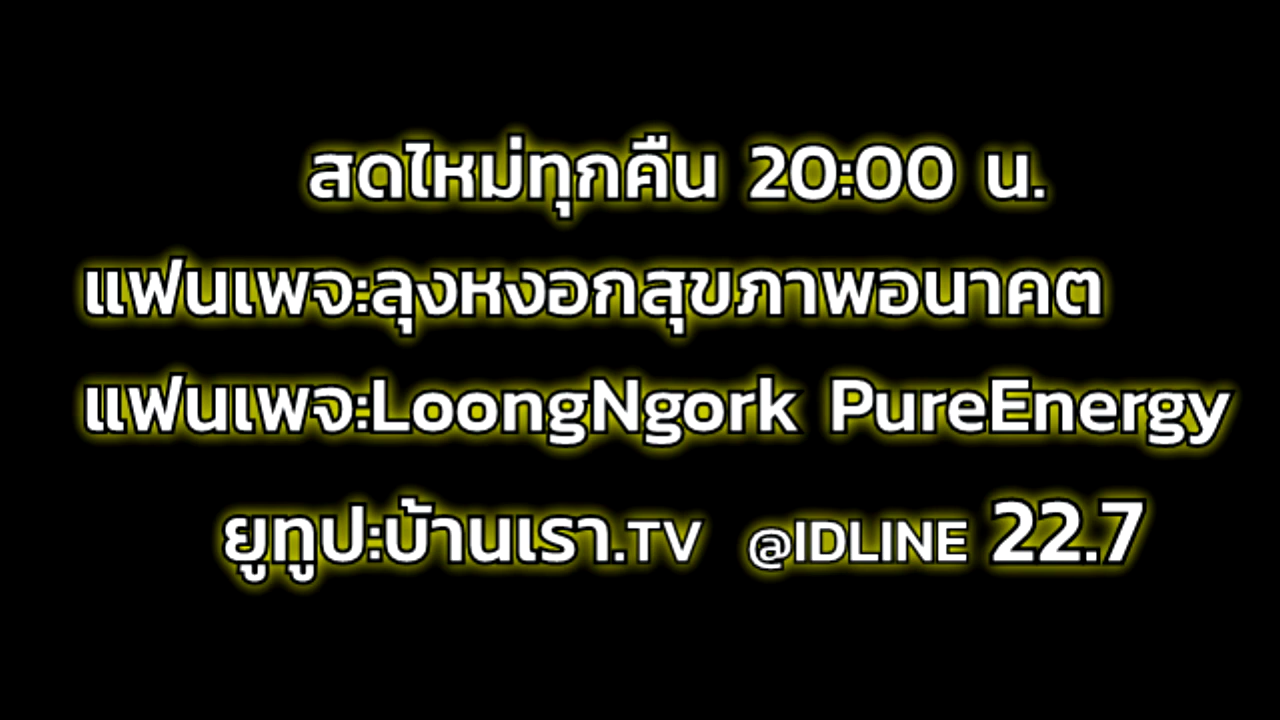 สดไหม่ทุกคืน 20:00 น.
แฟนเพจ:ลุงหงอกสุขภาพอนาคต
แฟนเพจ:LoongNgork PureEnergy
ยูทูป:บ้านเรา.TV @IDLINE 22.7